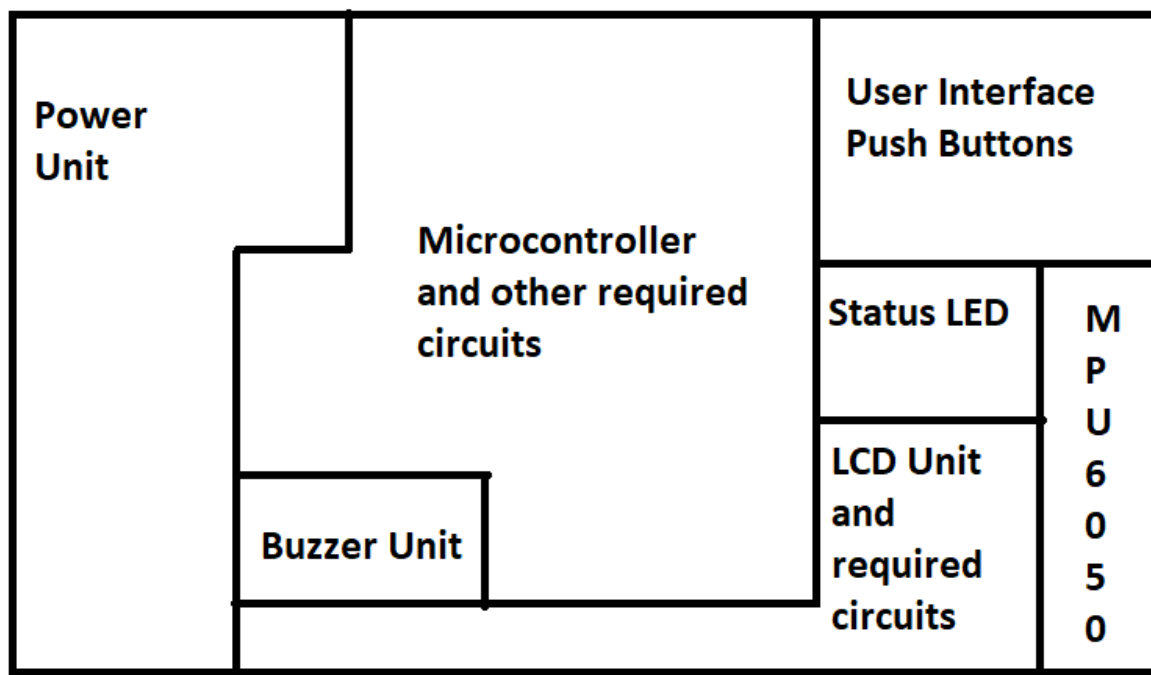 Power
Unit
Microcontroller
and other required
circuits
User Interface
Push Buttons
Status LED
LCD Unit
and
required
circuits
Buzzer Unit
M
P
U
6
0
5
0